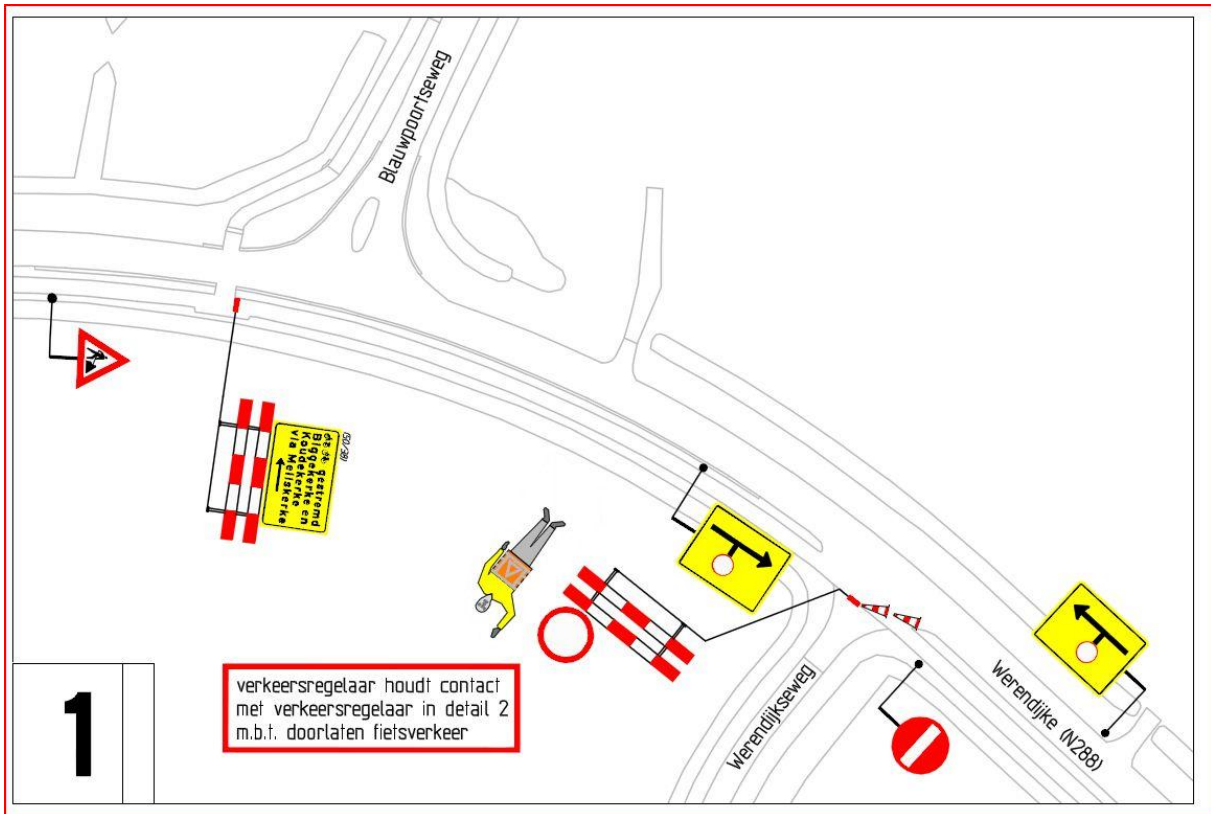 Blauwpoortseweg
gestremd
Biggekerke en
Koudekerke
via Meliskerke
verkeersregelaar houdt contact
met verkeersregelaar in detail 2
m.b.t. doorlaten fietsverkeer
Werendijkseweg
Werendijke (N288)
1